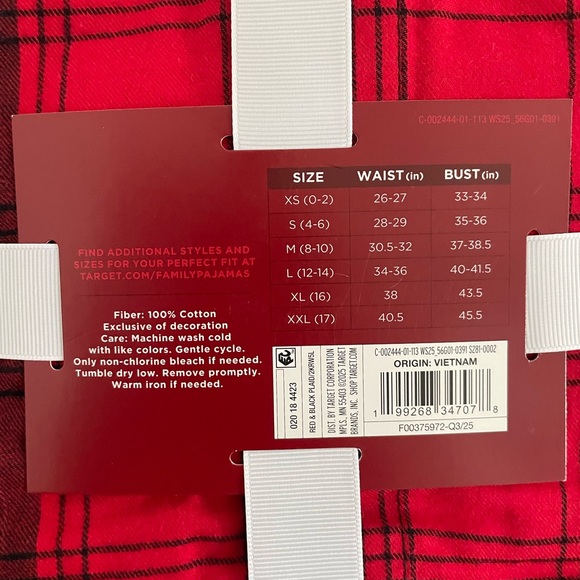 C-002444-01-113 WS25_56G01-0391
SIZE WAIST (in) BUST (in)
XS (0-2) 26-27 33-34
S (4-6) 28-29 35-36
M (8-10) 30.5-32 37-38.5
L (12-14) 34-36 40-41.5
XL (16) 38 43.5
XXL (17) 40.5 45.5
FIND ADDITIONAL STYLES AND
SIZES FOR YOUR PERFECT FIT AT
TARGET.COM/FAMILYPAJAMAS
Fiber: 100% Cotton
Exclusive of decoration
Care: Machine wash cold
with like colors. Gentle cycle.
Only non-chlorine bleach if needed.
Tumble dry low. Remove promptly.
Warm iron if needed.
020 18 4423
RED & BLACK PLAID/2KRW5L
DIST. BY TARGET CORPORATION
MPLS, MN 55403 ©2025 TARGET
BRANDS, INC. SHOP TARGET.COM
C-002444-01-113 WS25_56G01-0391 S281-0002
ORIGIN: VIETNAM
1 99268 34707 8
F00375972-Q3/25